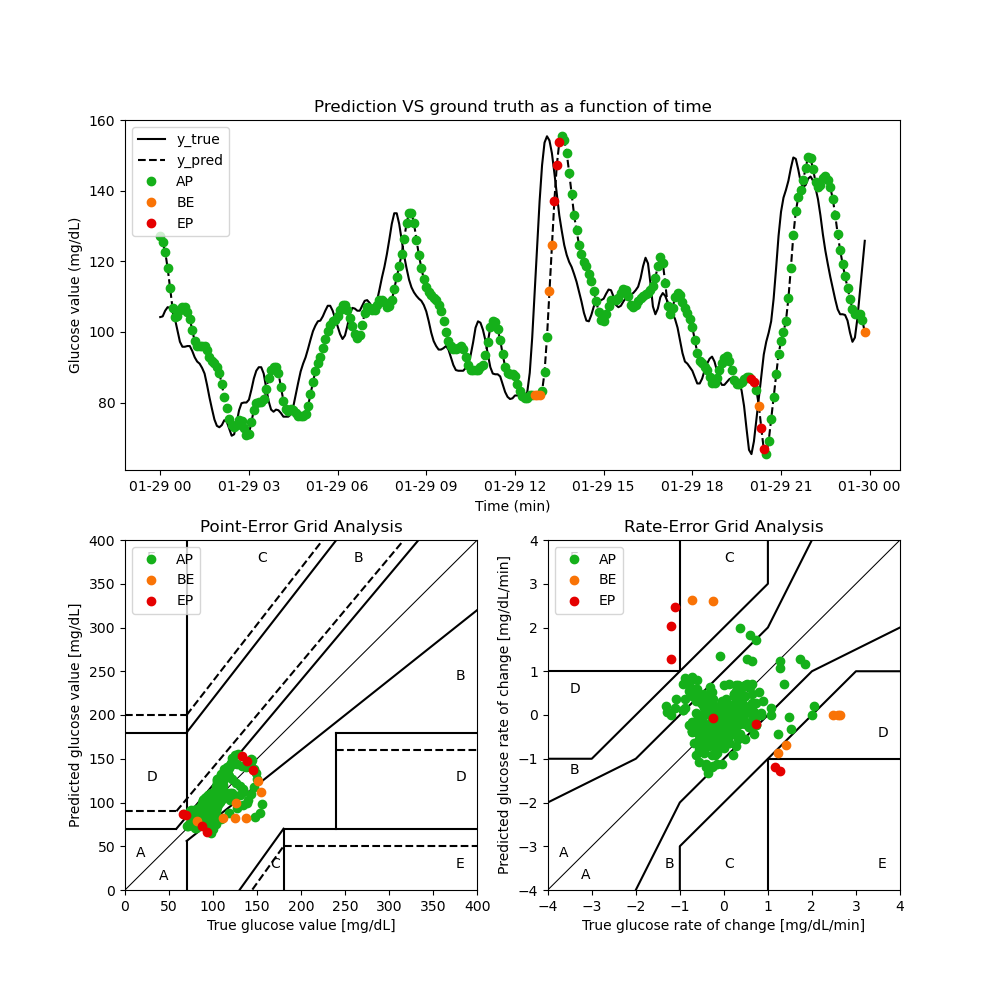 Prediction VS ground truth as a function of time
Glucose value (mg/dL)
160
140
120
100
80
y_true
y_pred
AP
BE
EP
01-29 00 01-29 03 01-29 06 01-29 09 01-29 12 01-29 15 01-29 18 01-29 21 01-30 00
Time (min)
Point-Error Grid Analysis
Predicted glucose value [mg/dL]
400
350
300
250
200
150
100
50
0
AP
BE
EP
C
B
B
D
D
A
A
C
E
0 50 100 150 200 250 300 350 400
True glucose value [mg/dL]
Rate-Error Grid Analysis
Predicted glucose rate of change [mg/dL/min]
4
3
2
1
0
−1
−2
−3
−4
AP
BE
EP
C
D
D
B
A
A
B
C
E
−4 −3 −2 −1 0 1 2 3 4
True glucose rate of change [mg/dL/min]